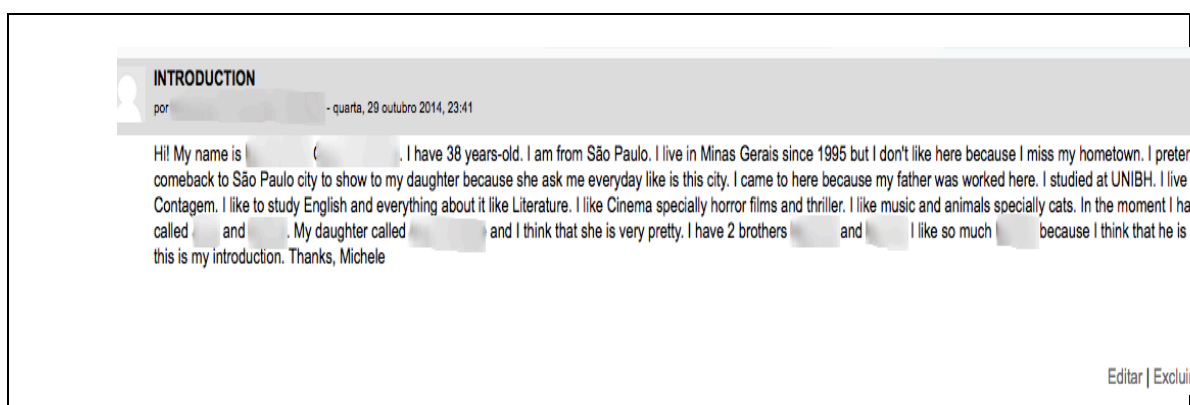 INTRODUCTION
por - quarta, 29 outubro 2014, 23:41
Hi! My name is . I have 38 years-old. I am from São Paulo. I live in Minas Gerais since 1995 but I don't like here because I miss my hometown. I
comeback to São Paulo city to show to my daughter because she ask me everyday like is this city. I came to here because my father was worked here. I studied at UNIBH. I live
Contagem. I like to study English and everything about it like Literature. I like Cinema specially horror films and thriller. I like music and animals specially cats. In the moment I
called and . My daughter called and I think that she is very pretty. I have 2 brothers and I like so much because I think that he is
this is my introduction. Thanks, Michele
Editar |